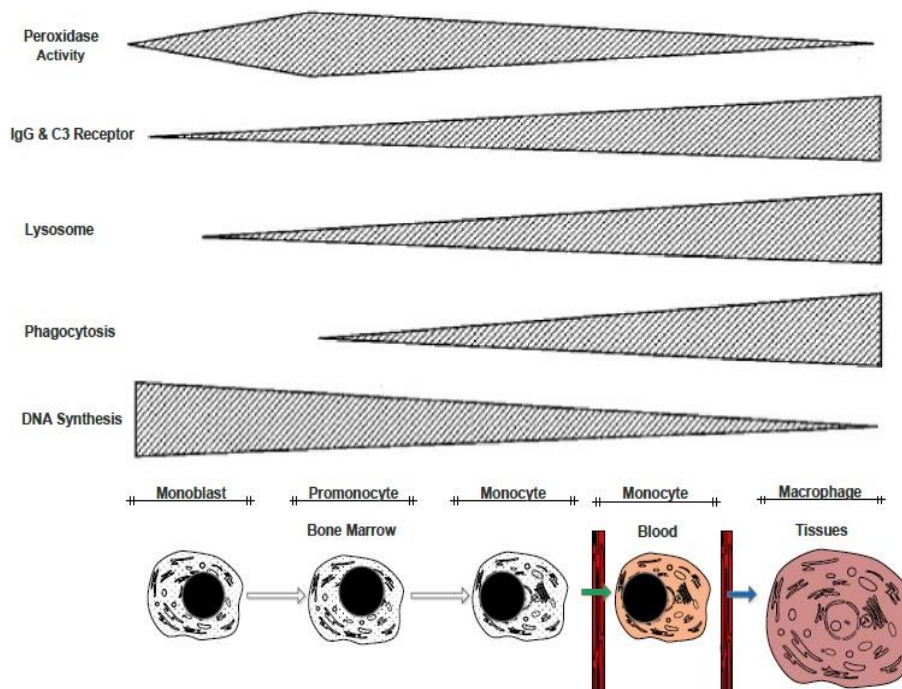 Peroxidase
Activity
IgG & C3 Receptor
Lysosome
Phagocytosis
DNA Synthesis
Monoblast
Promonocyte
Monocyte
Monocyte
Macrophage
Bone Marrow
Blood
Tissues